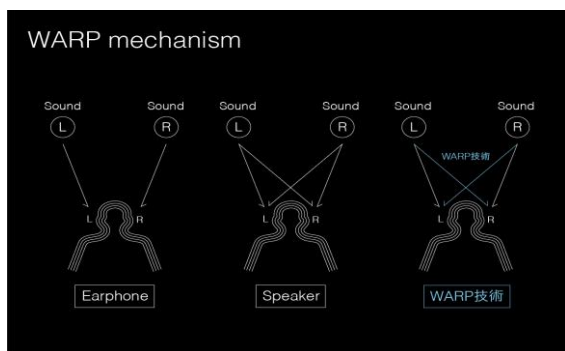 WARP mechanism
Sound Sound Sound Sound Sound Sound
L R L R L R
WARP技術
L R L R L R
Earphone Speaker WARP技術